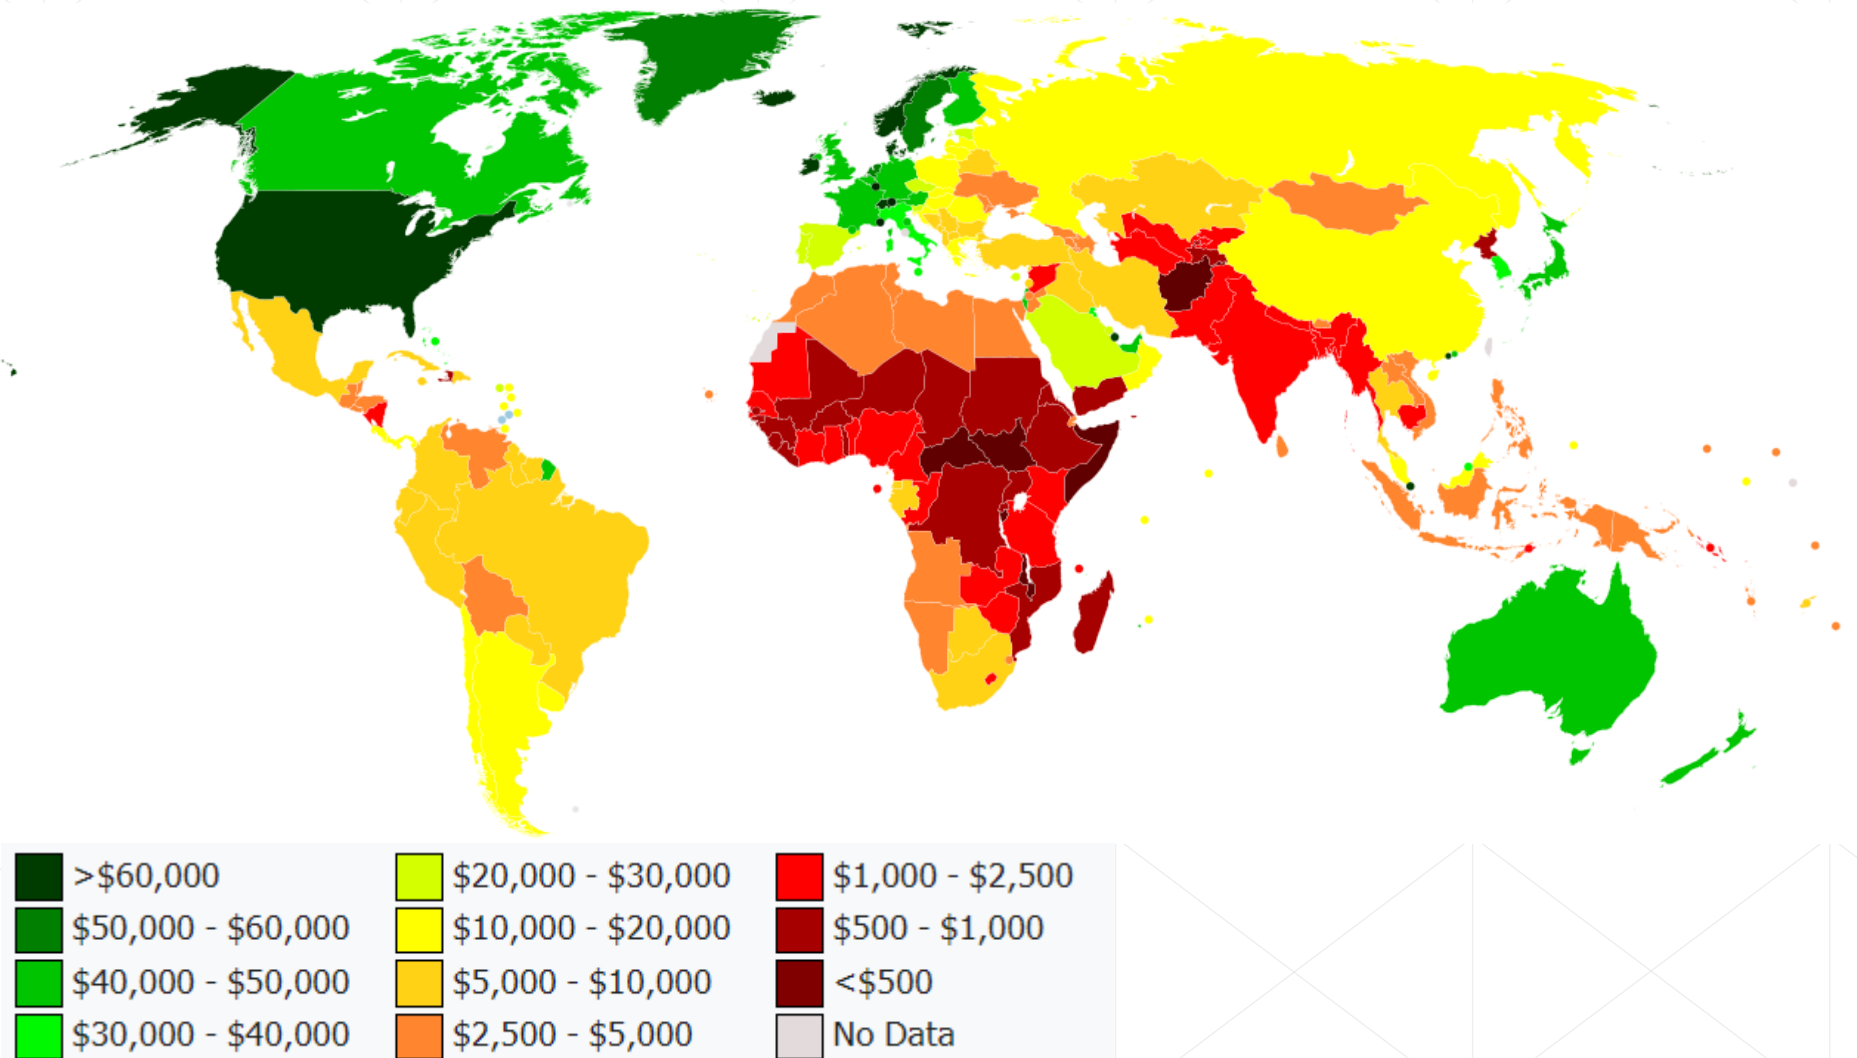 >$60,000
$50,000 - $60,000
$40,000 - $50,000
$30,000 - $40,000
$20,000 - $30,000
$10,000 - $20,000
$5,000 - $10,000
$2,500 - $5,000
$1,000 - $2,500
$500 - $1,000
<$500
No Data